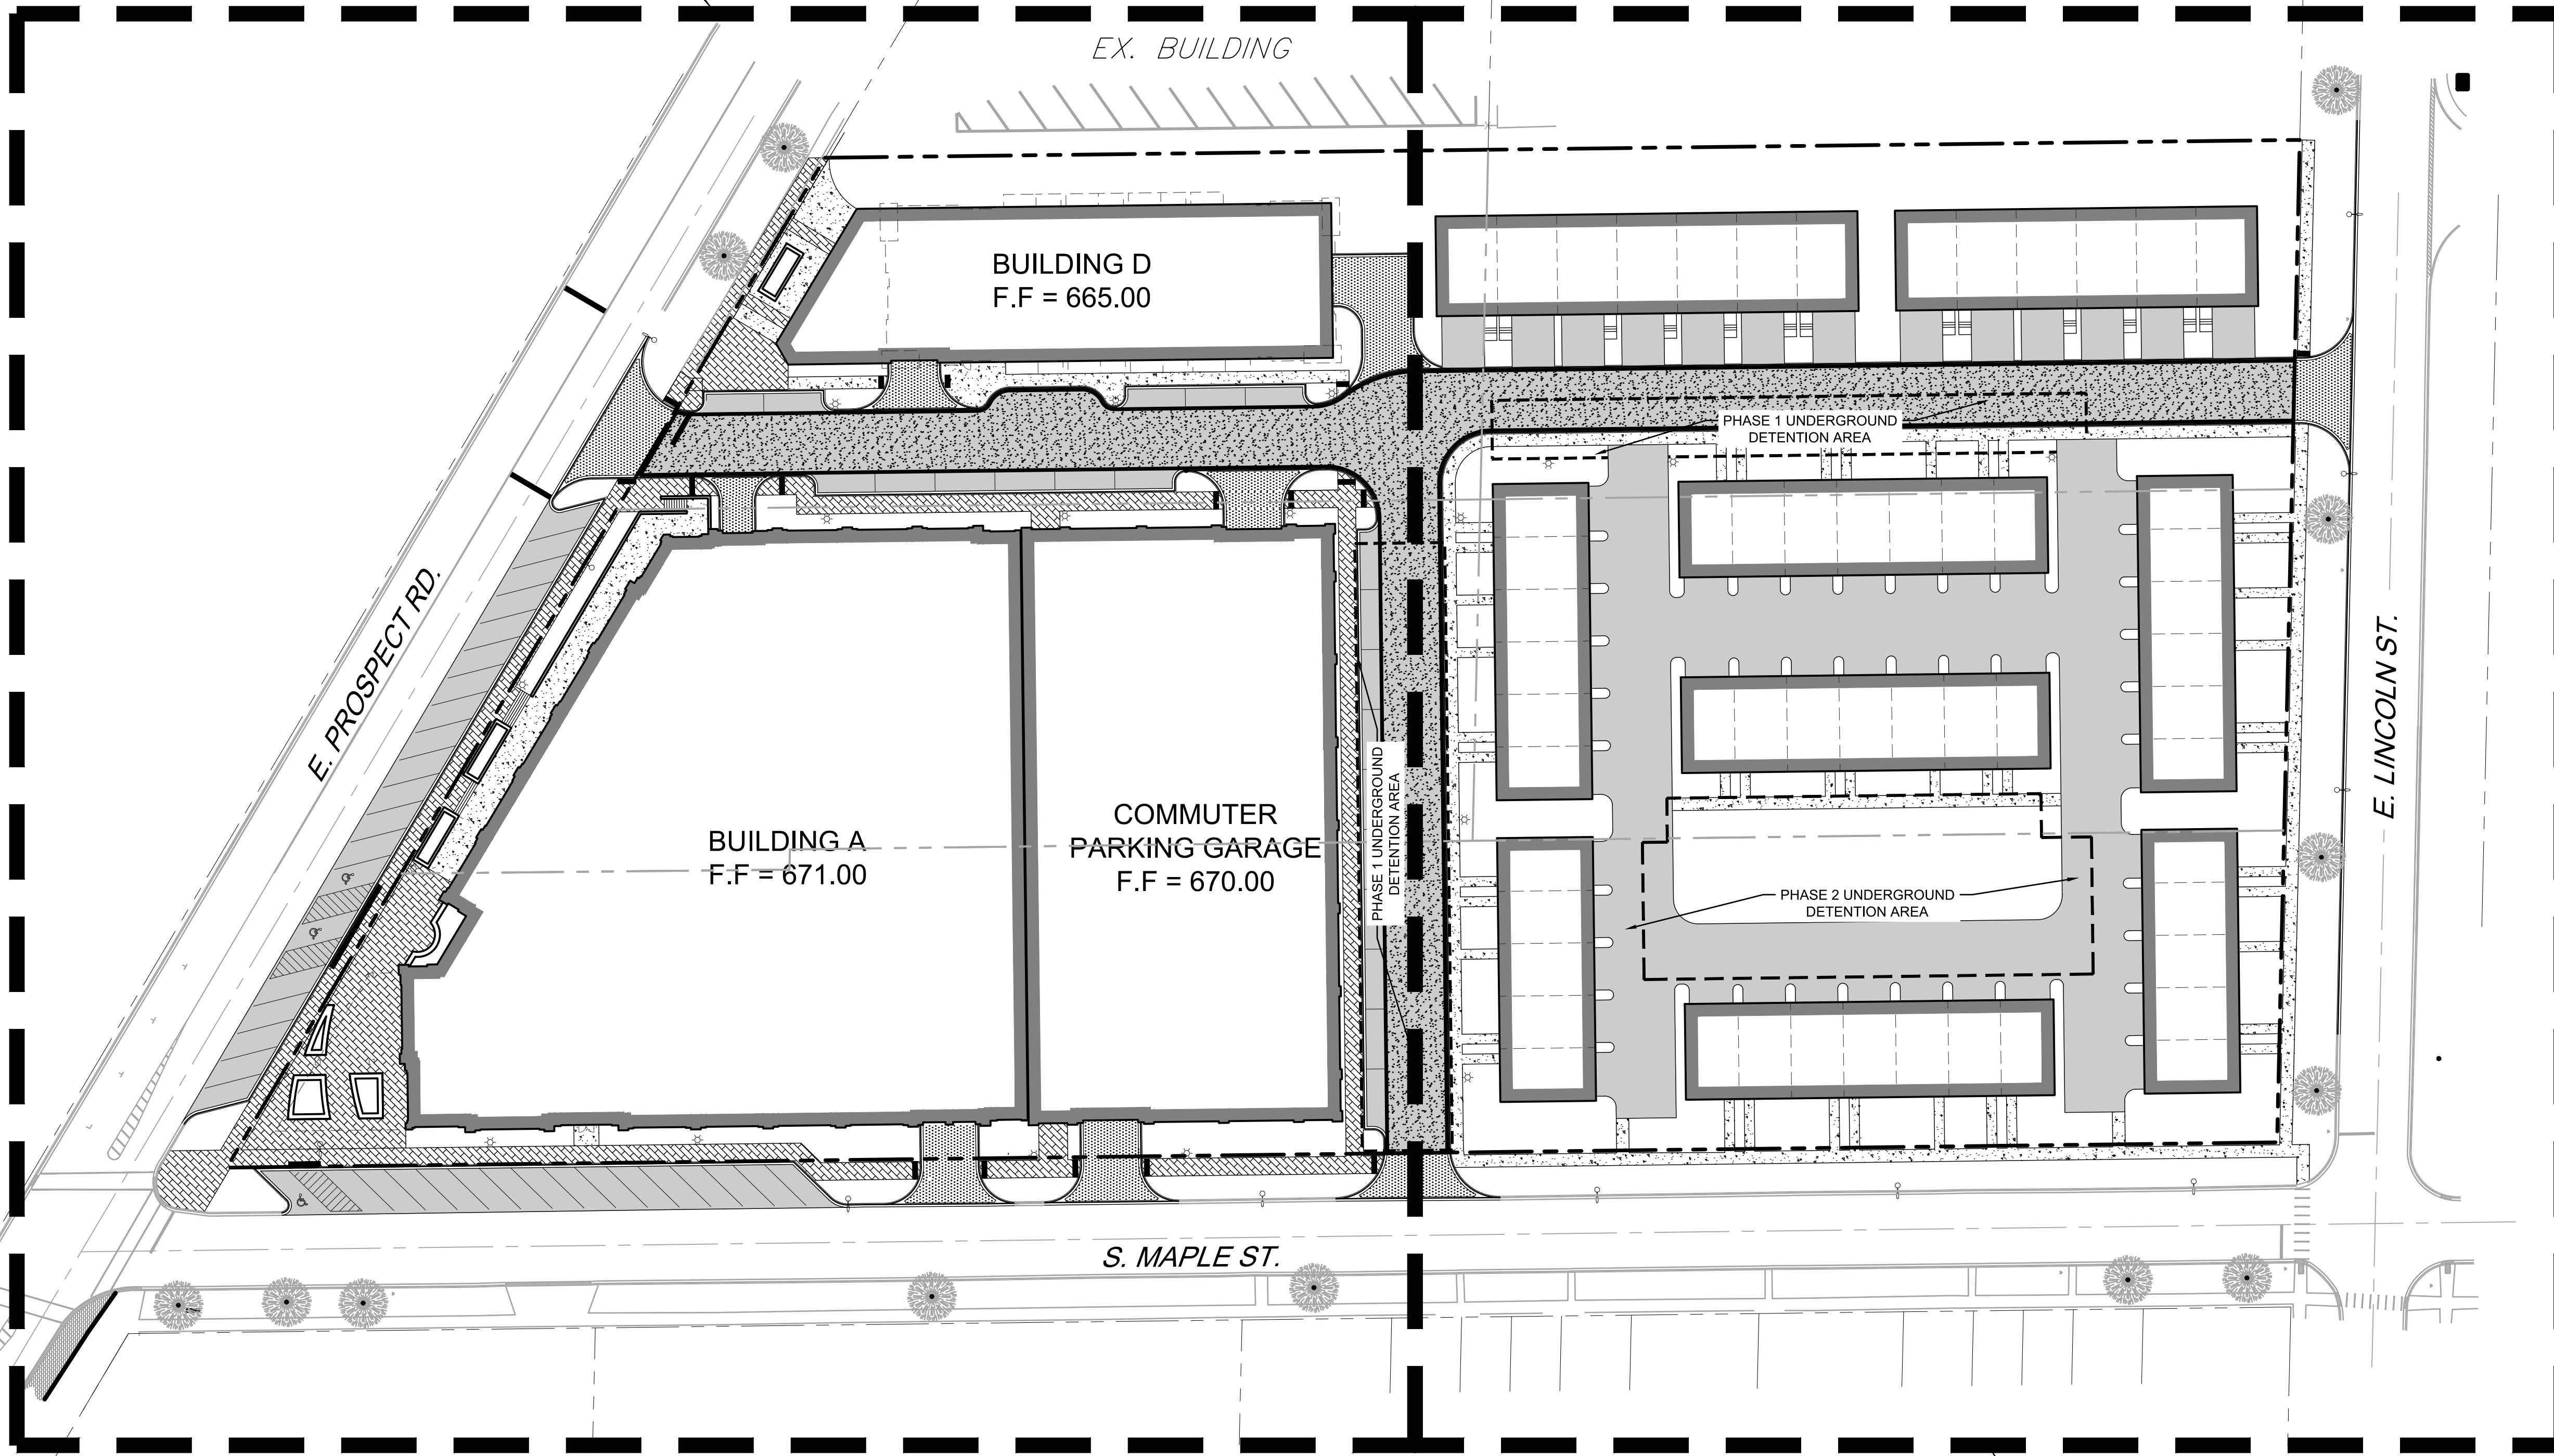 EX. BUILDING
BUILDING D
F.F = 665.00
PHASE 1 UNDERGROUND
DETENTION AREA
E. PROSPECT RD.
BUILDING A
F.F = 671.00
COMMUTER
PARKING GARAGE
F.F = 670.00
PHASE 1 UNDERGROUND
DETENTION AREA
PHASE 2 UNDERGROUND
DETENTION AREA
E. LINCOLN ST.
S. MAPLE ST.